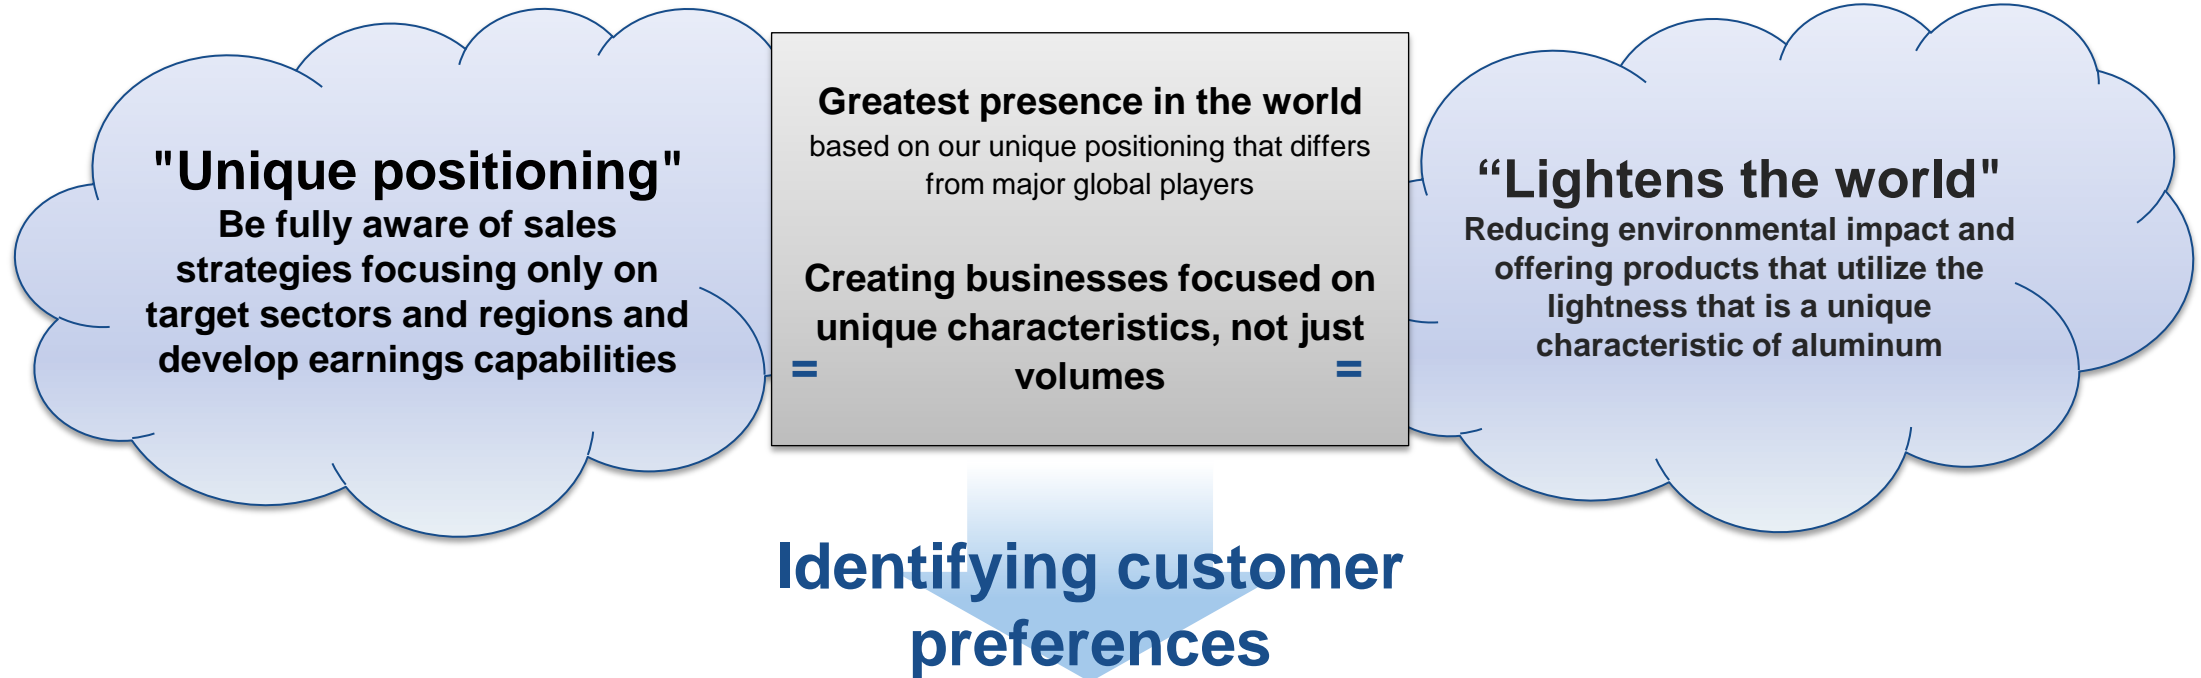 "Unique positioning"
Be fully aware of sales
strategies focusing only on
target sectors and regions and
develop earnings capabilities
Greatest presence in the world
based on our unique positioning that differs
from major global players
Creating businesses focused on
unique characteristics, not just
volumes
=
=
“Lightens the world"
Reducing environmental impact and
offering products that utilize the
lightness that is a unique
characteristic of aluminum
Identifying customer
preferences